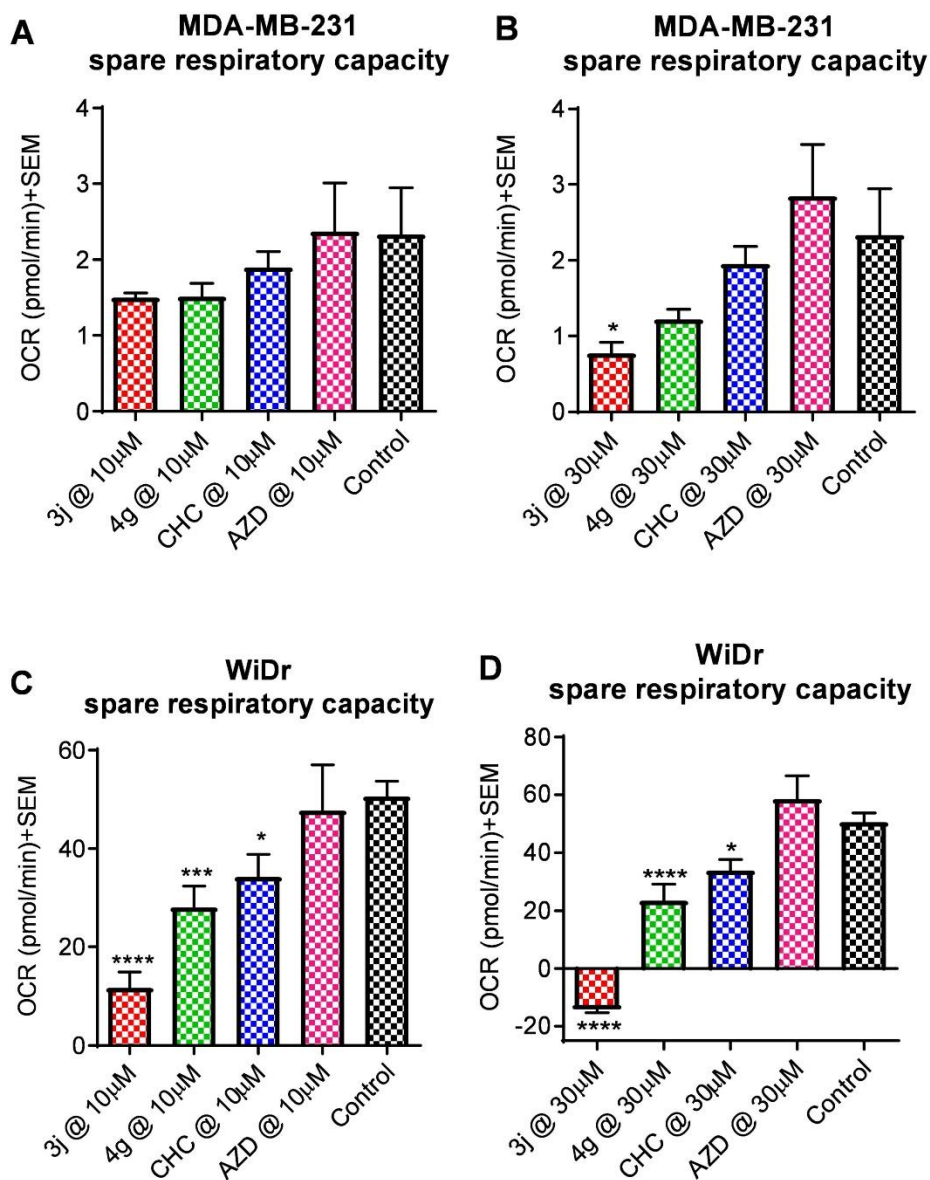 A
MDA-MB-231
spare respiratory capacity
OCR (pmol/min)+SEM
4
3
2
1
0
3j @ 10µM
4g @ 10µM
CHC @ 10µM
AZD @ 10µM
Control
B
MDA-MB-231
spare respiratory capacity
OCR (pmol/min)+SEM
4
3
2
1
0
*
3j @ 30µM
4g @ 30µM
CHC @ 30µM
AZD @ 30µM
Control
C
WiDr
spare respiratory capacity
OCR (pmol/min)+SEM
60
40
20
0
****
***
*
3j @ 10µM
4g @ 10µM
CHC @ 10µM
AZD @ 10µM
Control
D
WiDr
spare respiratory capacity
OCR (pmol/min)+SEM
80
60
40
20
0
-20
****
****
*
3j @ 30µM
4g @ 30µM
CHC @ 30µM
AZD @ 30µM
Control